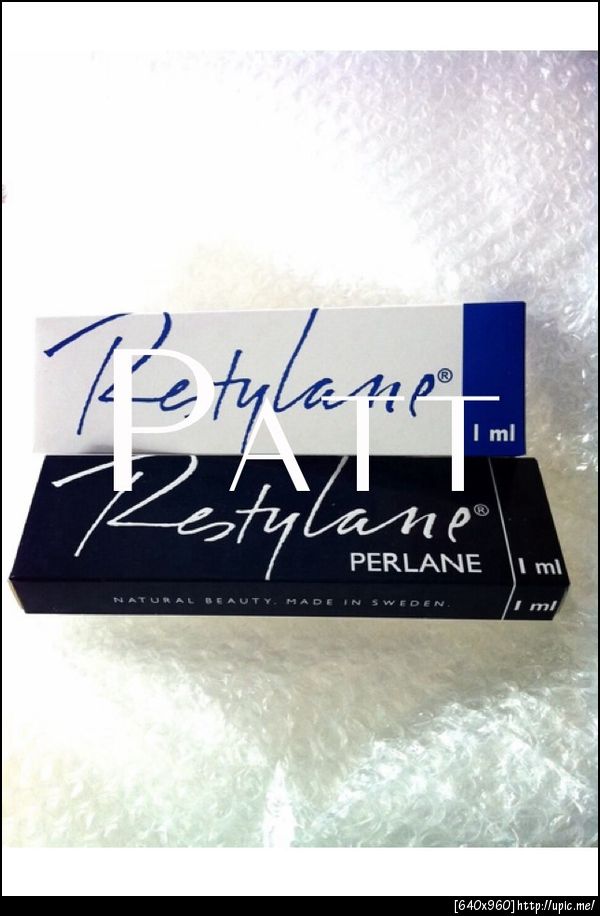 Restylane®
1 ml
PATT
Restylane®
PERLANE
1 ml
NATURAL BEAUTY. MADE IN SWEDEN.
1 ml
[640x960]http://upic.me/